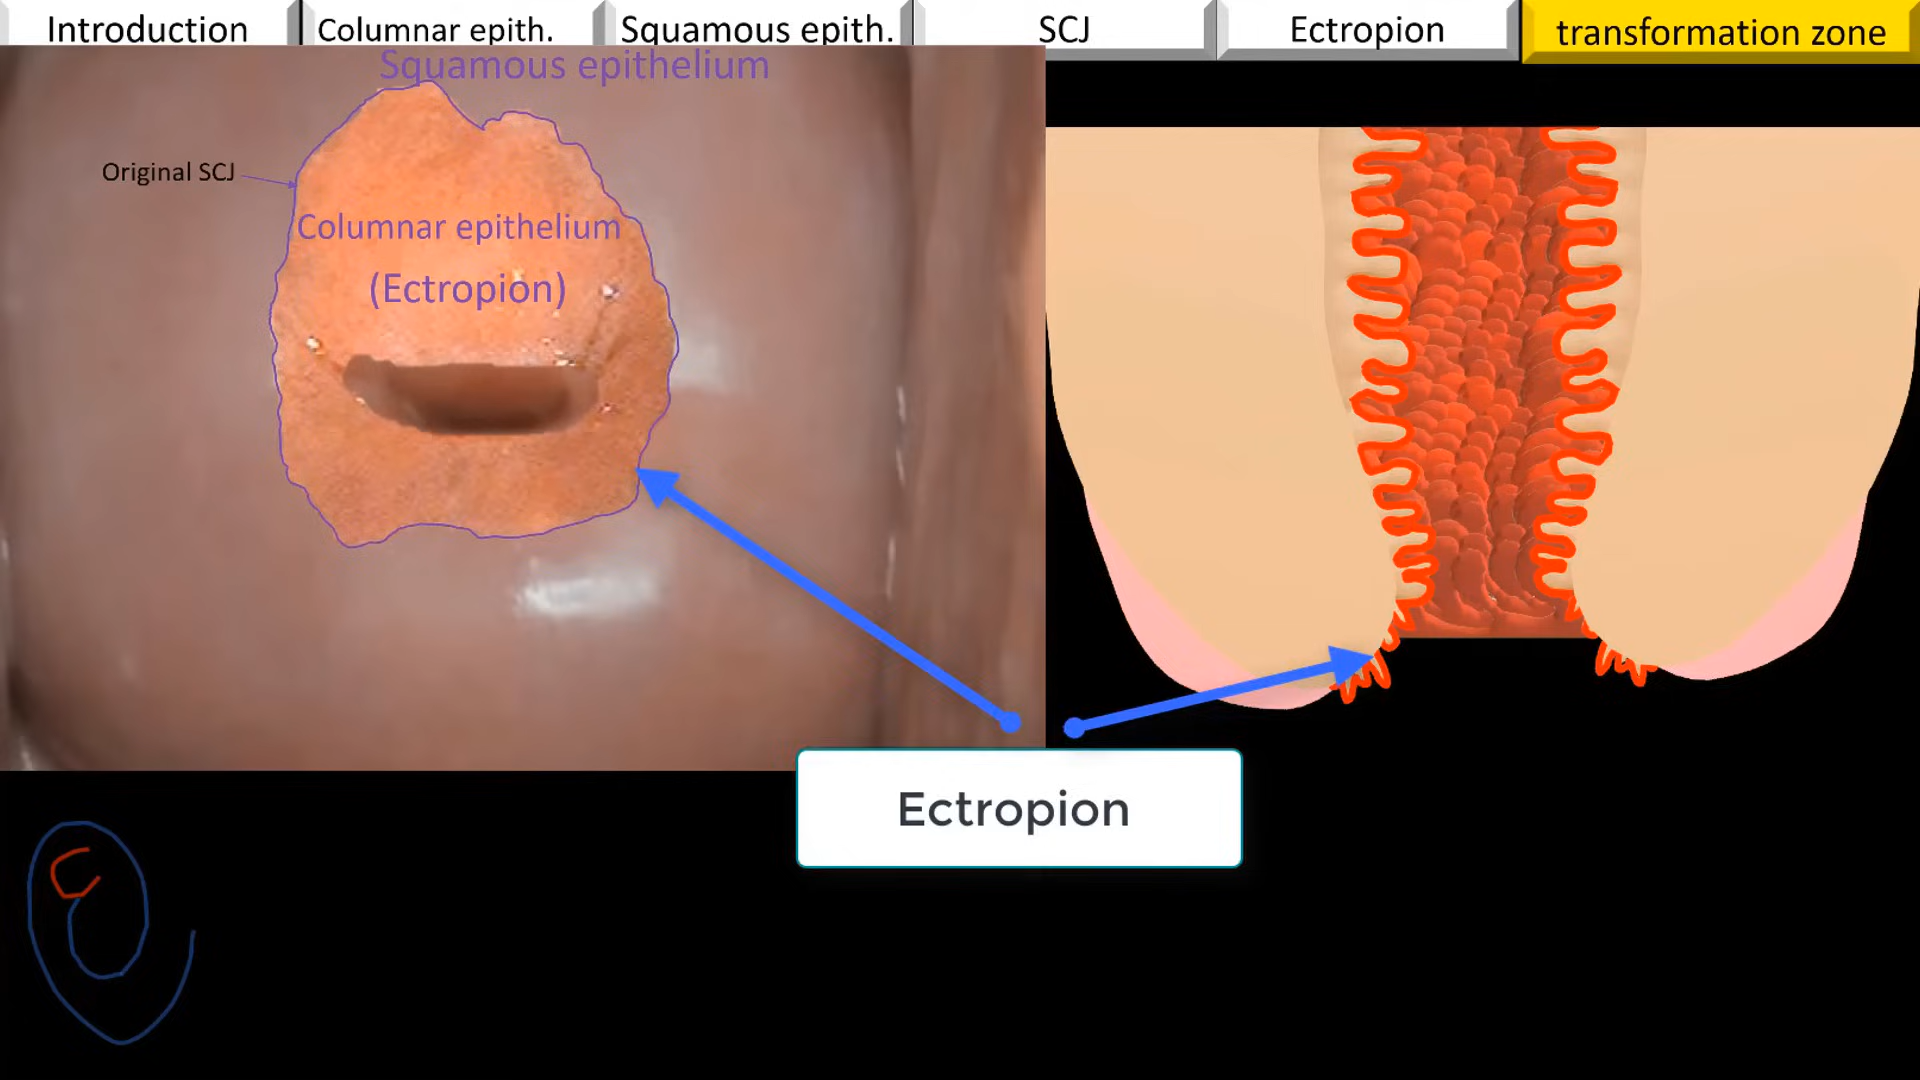 Introduction
Columnar epith.
Squamous epith.
SCJ
Ectropion
transformation zone
Squamous epithelium
Original SCJ
Columnar epithelium
(Ectropion)
Ectropion